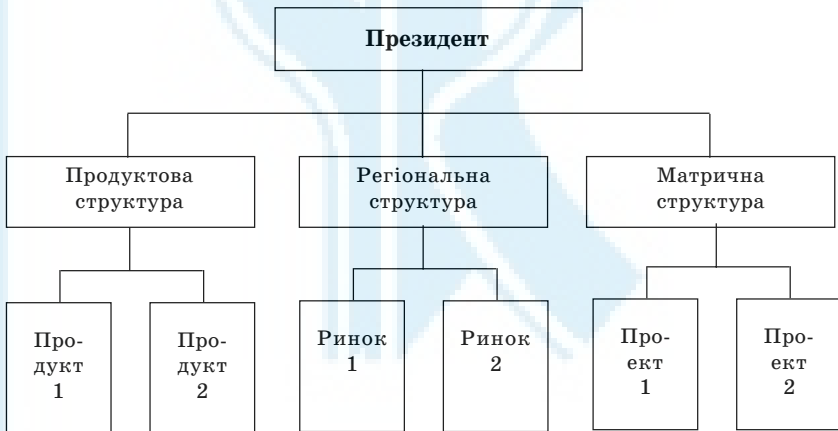 Президент
Продуктова
структура
Регіональна
структура
Матрична
структура
Про-
дукт
1
Про-
дукт
2
Ринок
1
Ринок
2
Про-
ект
1
Про-
ект
2